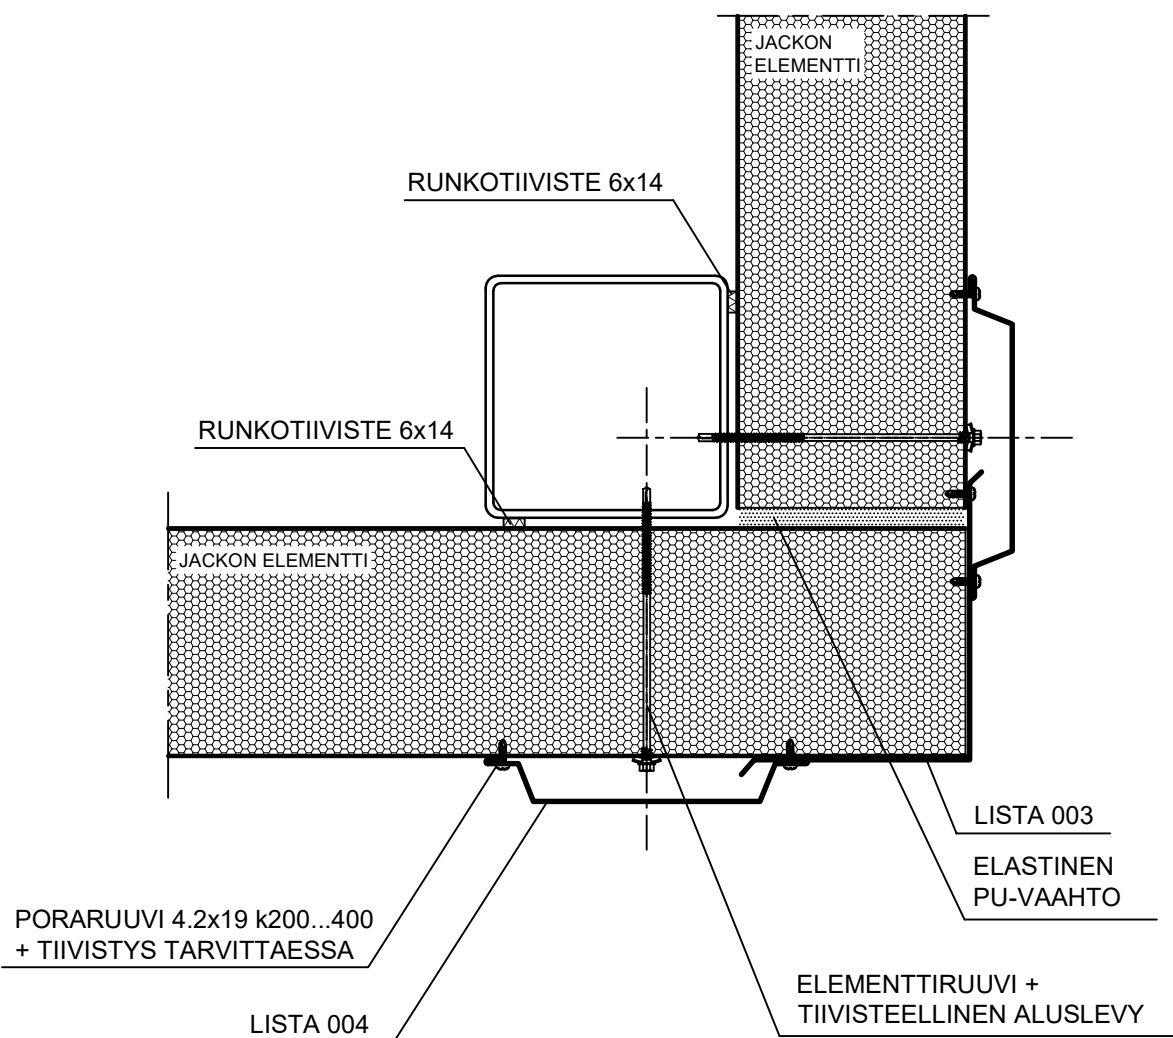 JACKON
ELEMENTTI
RUNKOTIIVISTE 6x14
RUNKOTIIVISTE 6x14
JACKON ELEMENTTI
LISTA 003
ELASTINEN
PU-VAAHTO
PORARUUVI 4.2x19 k200...400
+ TIIVISTYS TARVITTAESSA
ELEMENTTIRUUVI +
TIIVISTEELLINEN ALUSLEVY
LISTA 004